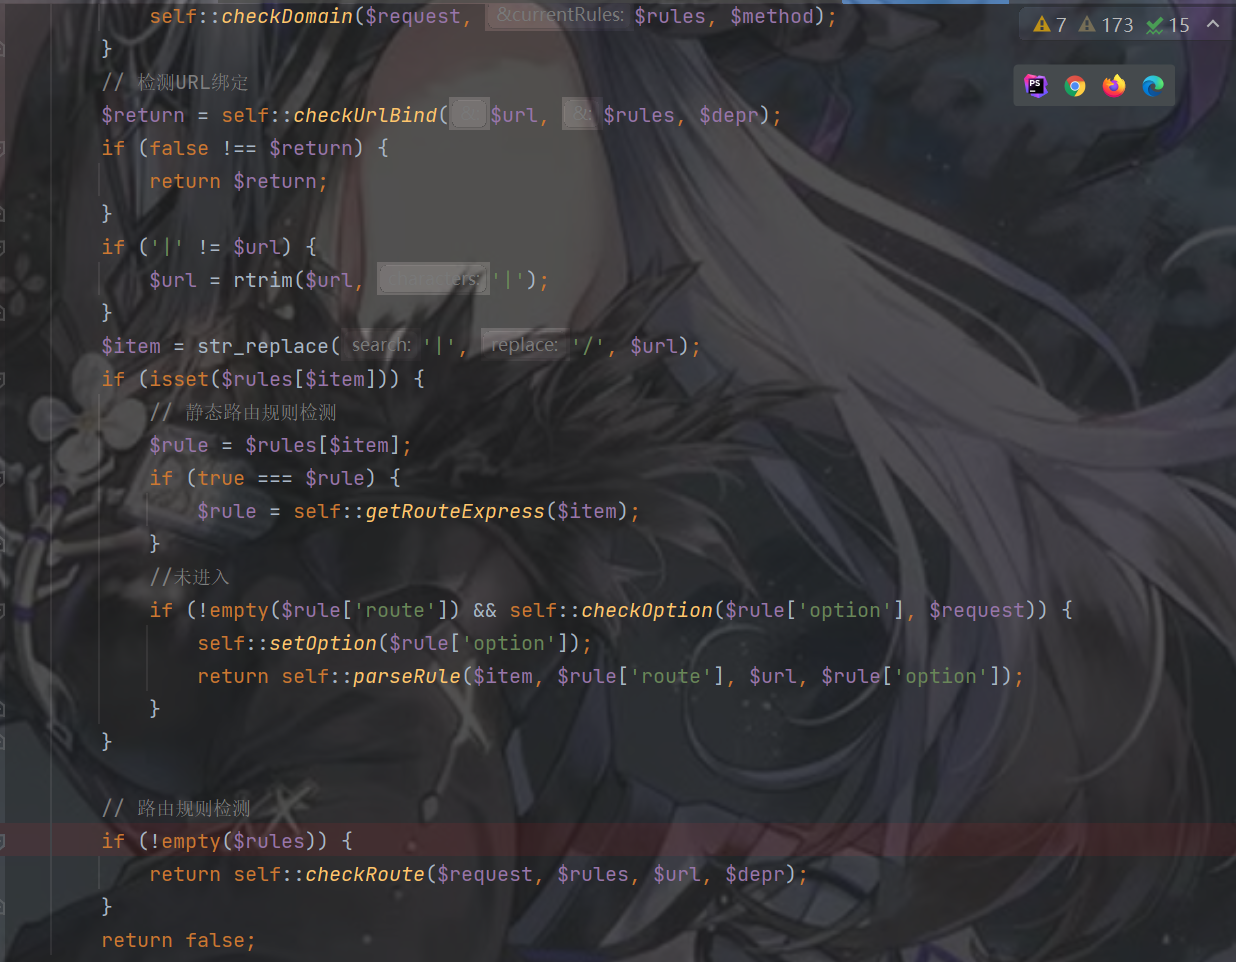 self::checkDomain($request, &currentRules: $rules, $method);
7 173 15
}
// 检测URL绑定
PS
$return = self::checkUrlBind(& $url, & $rules, $depr);
if (false !== $return) {
return $return;
}
if ('|' != $url) {
$url = rtrim($url, characters: '|');
}
$item = str_replace( search: '|', replace: '/', $url);
if (isset($rules[$item])) {
// 静态路由规则检测
$rule = $rules[$item];
if (true === $rule) {
$rule = self::getRouteExpress($item);
}
//未进入
if (!empty($rule['route']) && self::checkOption($rule['option'], $request)) {
self::setOption($rule['option']);
return self::parseRule($item, $rule['route'], $url, $rule['option']);
}
}
// 路由规则检测
if (!empty($rules)) {
return self::checkRoute($request, $rules, $url, $depr);
}
return false;